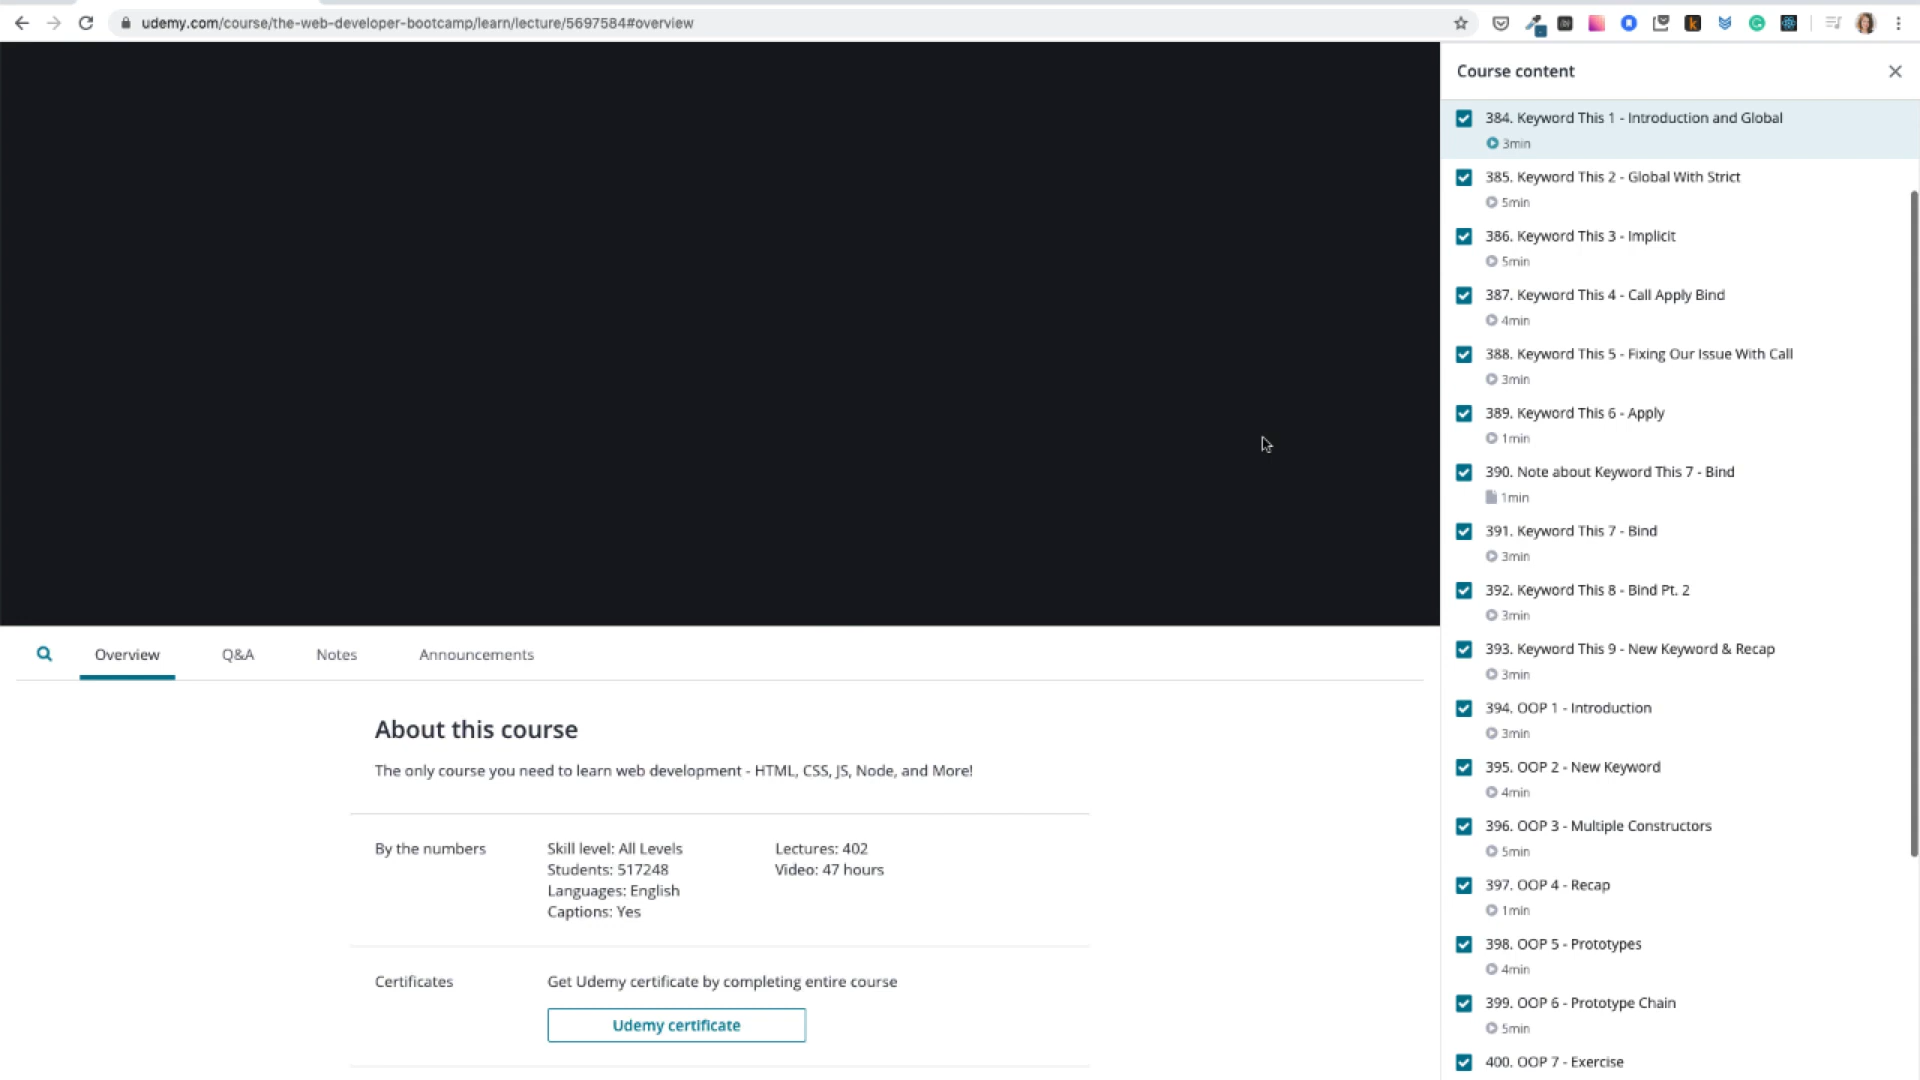 udemy.com/course/the-web-developer-bootcamp/learn/lecture/5697584#overview
Course content
384. Keyword This 1 - Introduction and Global
3min
385. Keyword This 2 - Global With Strict
5min
386. Keyword This 3 - Implicit
5min
387. Keyword This 4 - Call Apply Bind
4min
388. Keyword This 5 - Fixing Our Issue With Call
3min
389. Keyword This 6 - Apply
1min
390. Note about Keyword This 7 - Bind
1min
391. Keyword This 7 - Bind
3min
392. Keyword This 8 - Bind Pt. 2
3min
393. Keyword This 9 - New Keyword & Recap
3min
394. OOP 1 - Introduction
3min
395. OOP 2 - New Keyword
4min
396. OOP 3 - Multiple Constructors
5min
397. OOP 4 - Recap
1min
398. OOP 5 - Prototypes
4min
399. OOP 6 - Prototype Chain
5min
400. OOP 7 - Exercise
Overview Q&A Notes Announcements
About this course
The only course you need to learn web development - HTML, CSS, JS, Node, and More!
By the numbers
Skill level: All Levels
Students: 517248
Languages: English
Captions: Yes
Lectures: 402
Video: 47 hours
Certificates
Get Udemy certificate by completing entire course
Udemy certificate